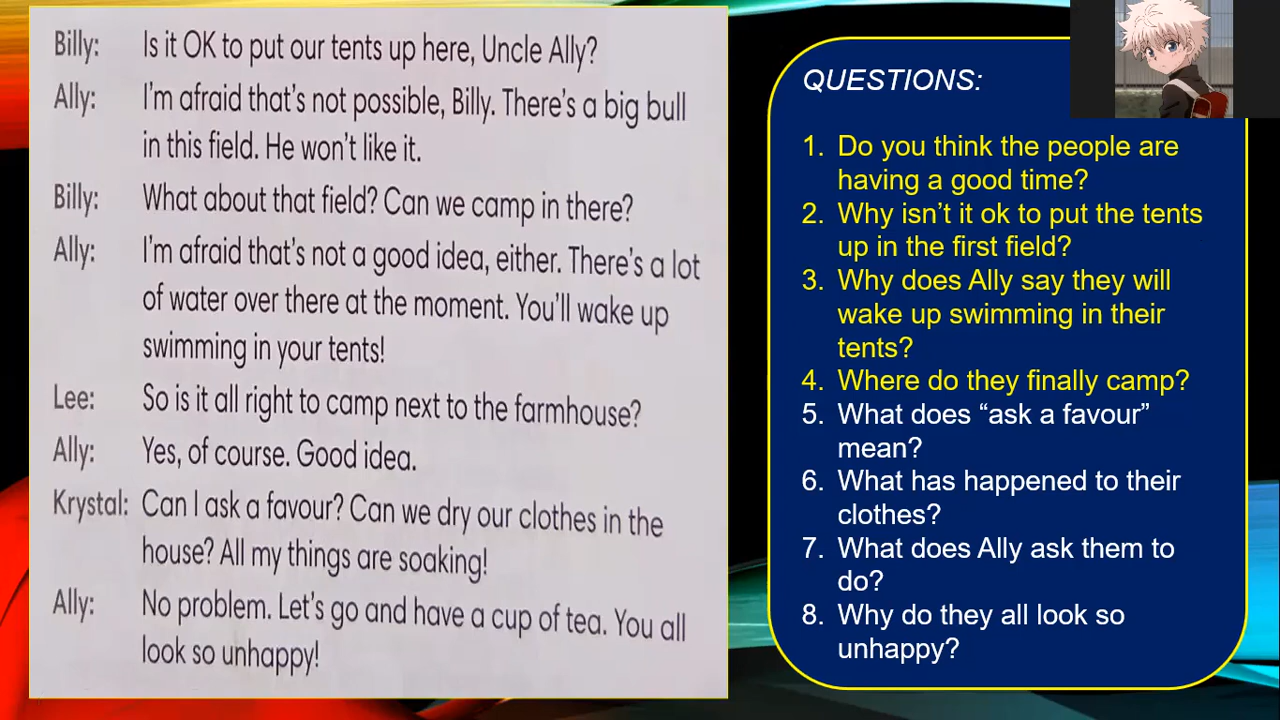 Billy: Is it OK to put our tents up here, Uncle Ally?
Ally: I'm afraid that's not possible, Billy. There's a big bull
in this field. He won't like it.
Billy: What about that field? Can we camp in there?
Ally: I'm afraid that's not a good idea, either. There's a lot
of water over there at the moment. You'll wake up
swimming in your tents!
Lee: So is it all right to camp next to the farmhouse?
Ally: Yes, of course. Good idea.
Krystal: Can I ask a favour? Can we dry our clothes in the
house? All my things are soaking!
Ally: No problem. Let's go and have a cup of tea. You all
look so unhappy!
QUESTIONS:
1. Do you think the people are
having a good time?
2. Why isn't it ok to put the tents
up in the first field?
3. Why does Ally say they will
wake up swimming in their
tents?
4. Where do they finally camp?
5. What does “ask a favour”
mean?
6. What has happened to their
clothes?
7. What does Ally ask them to
do?
8. Why do they all look so
unhappy?